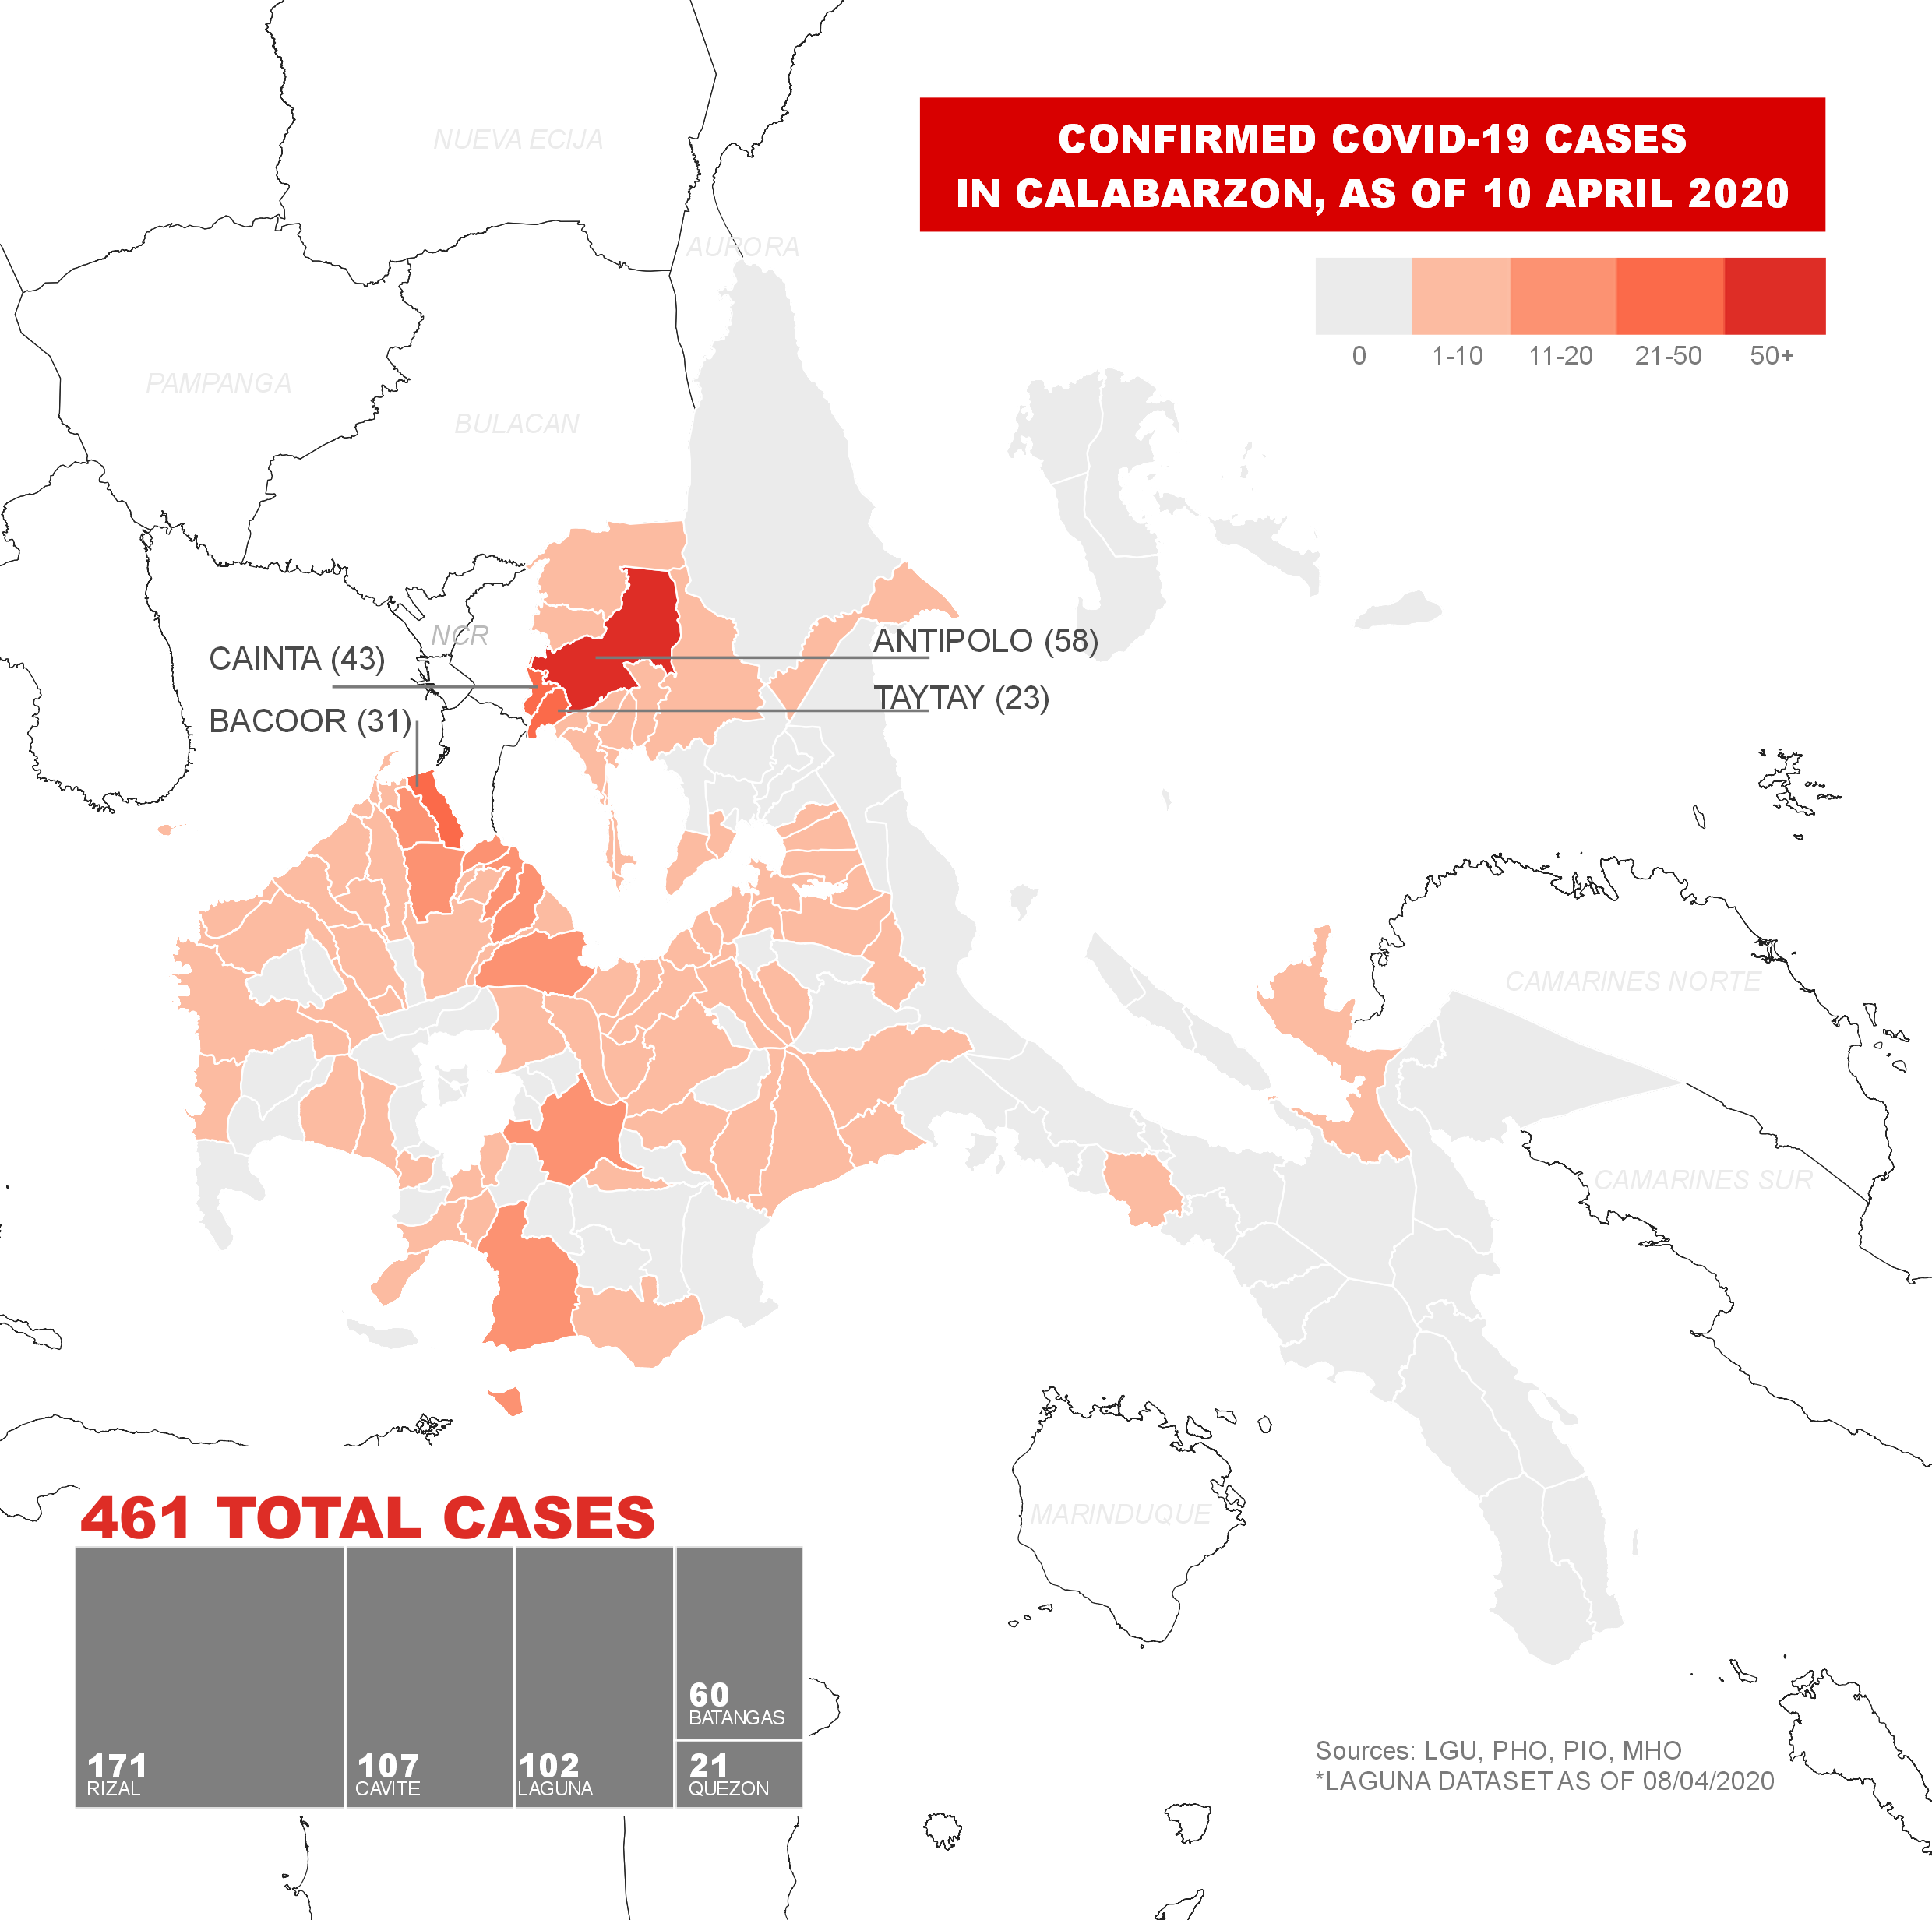 CONFIRMED COVID-19 CASES
IN CALABARZON, AS OF 10 APRIL 2020
0
1-10
11-20
21-50
50+
NUEVA ECIJA
AURORA
PAMPANGA
BULACAN
NCR
CAINTA (43)
BACOOR (31)
ANTIPOLO (58)
TAYTAY (23)
CAMARINES NORTE
CAMARINES SUR
MARINDUQUE
461 TOTAL CASES
171
RIZAL
107
CAVITE
102
LAGUNA
60
BATANGAS
21
QUEZON
Sources: LGU, PHO, PIO, MHO
*LAGUNA DATASET AS OF 08/04/2020